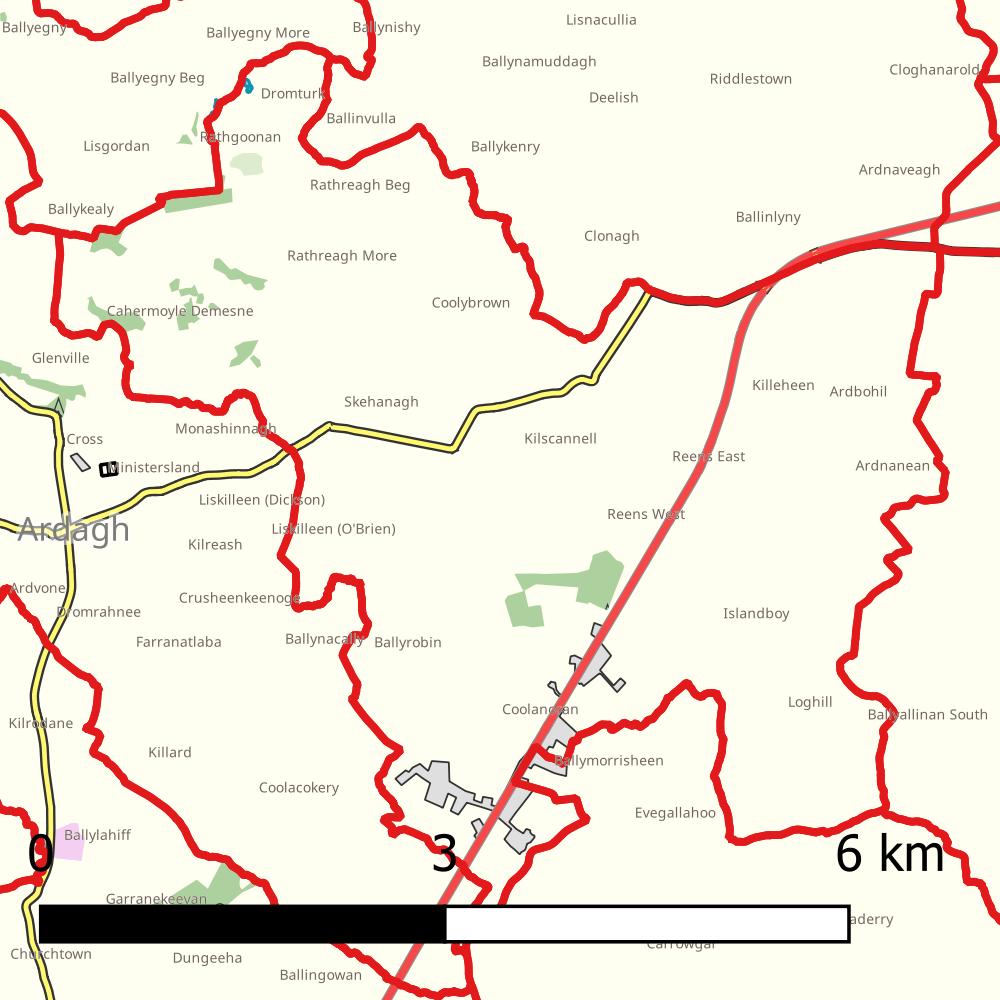 Lisnacullia
Ballyegny
Ballynishy
Ballyegny More
Ballynamuddagh
Cloghanarold
Ballyegny Beg
Riddlestown
Dromturk
Deelish
Ballinvulla
Rathgoonan
Lisgordan
Ballykenry
Ardnaveagh
Rathreagh Beg
Ballykealy
Ballinlyny
Clonagh
Rathreagh More
Coolybrown
Cahermoyle Demesne
Glenville
Killeheen
Ardbohil
Skehanagh
Monashinnagh
Cross
Kilscannell
Reens East
Ministersland
Ardnanean
Liskilleen (Dickson)
Reens West
Ardagh
Liskilleen (O'Brien)
Kilreash
Ardvone
Crusheenkeenoge
Dromrahnee
Islandboy
Farranatlaba
Ballynacally
Ballyrobin
Loghill
Coolanoran
Ballyallinan South
Kilrodane
Killard
Ballymorrisheen
Coolacokery
Evegallahoo
Ballylahiff
0
3
6 km
Garranekeevan
aderry
Carrowgar
Churchtown
Dungeeha
Ballingowan